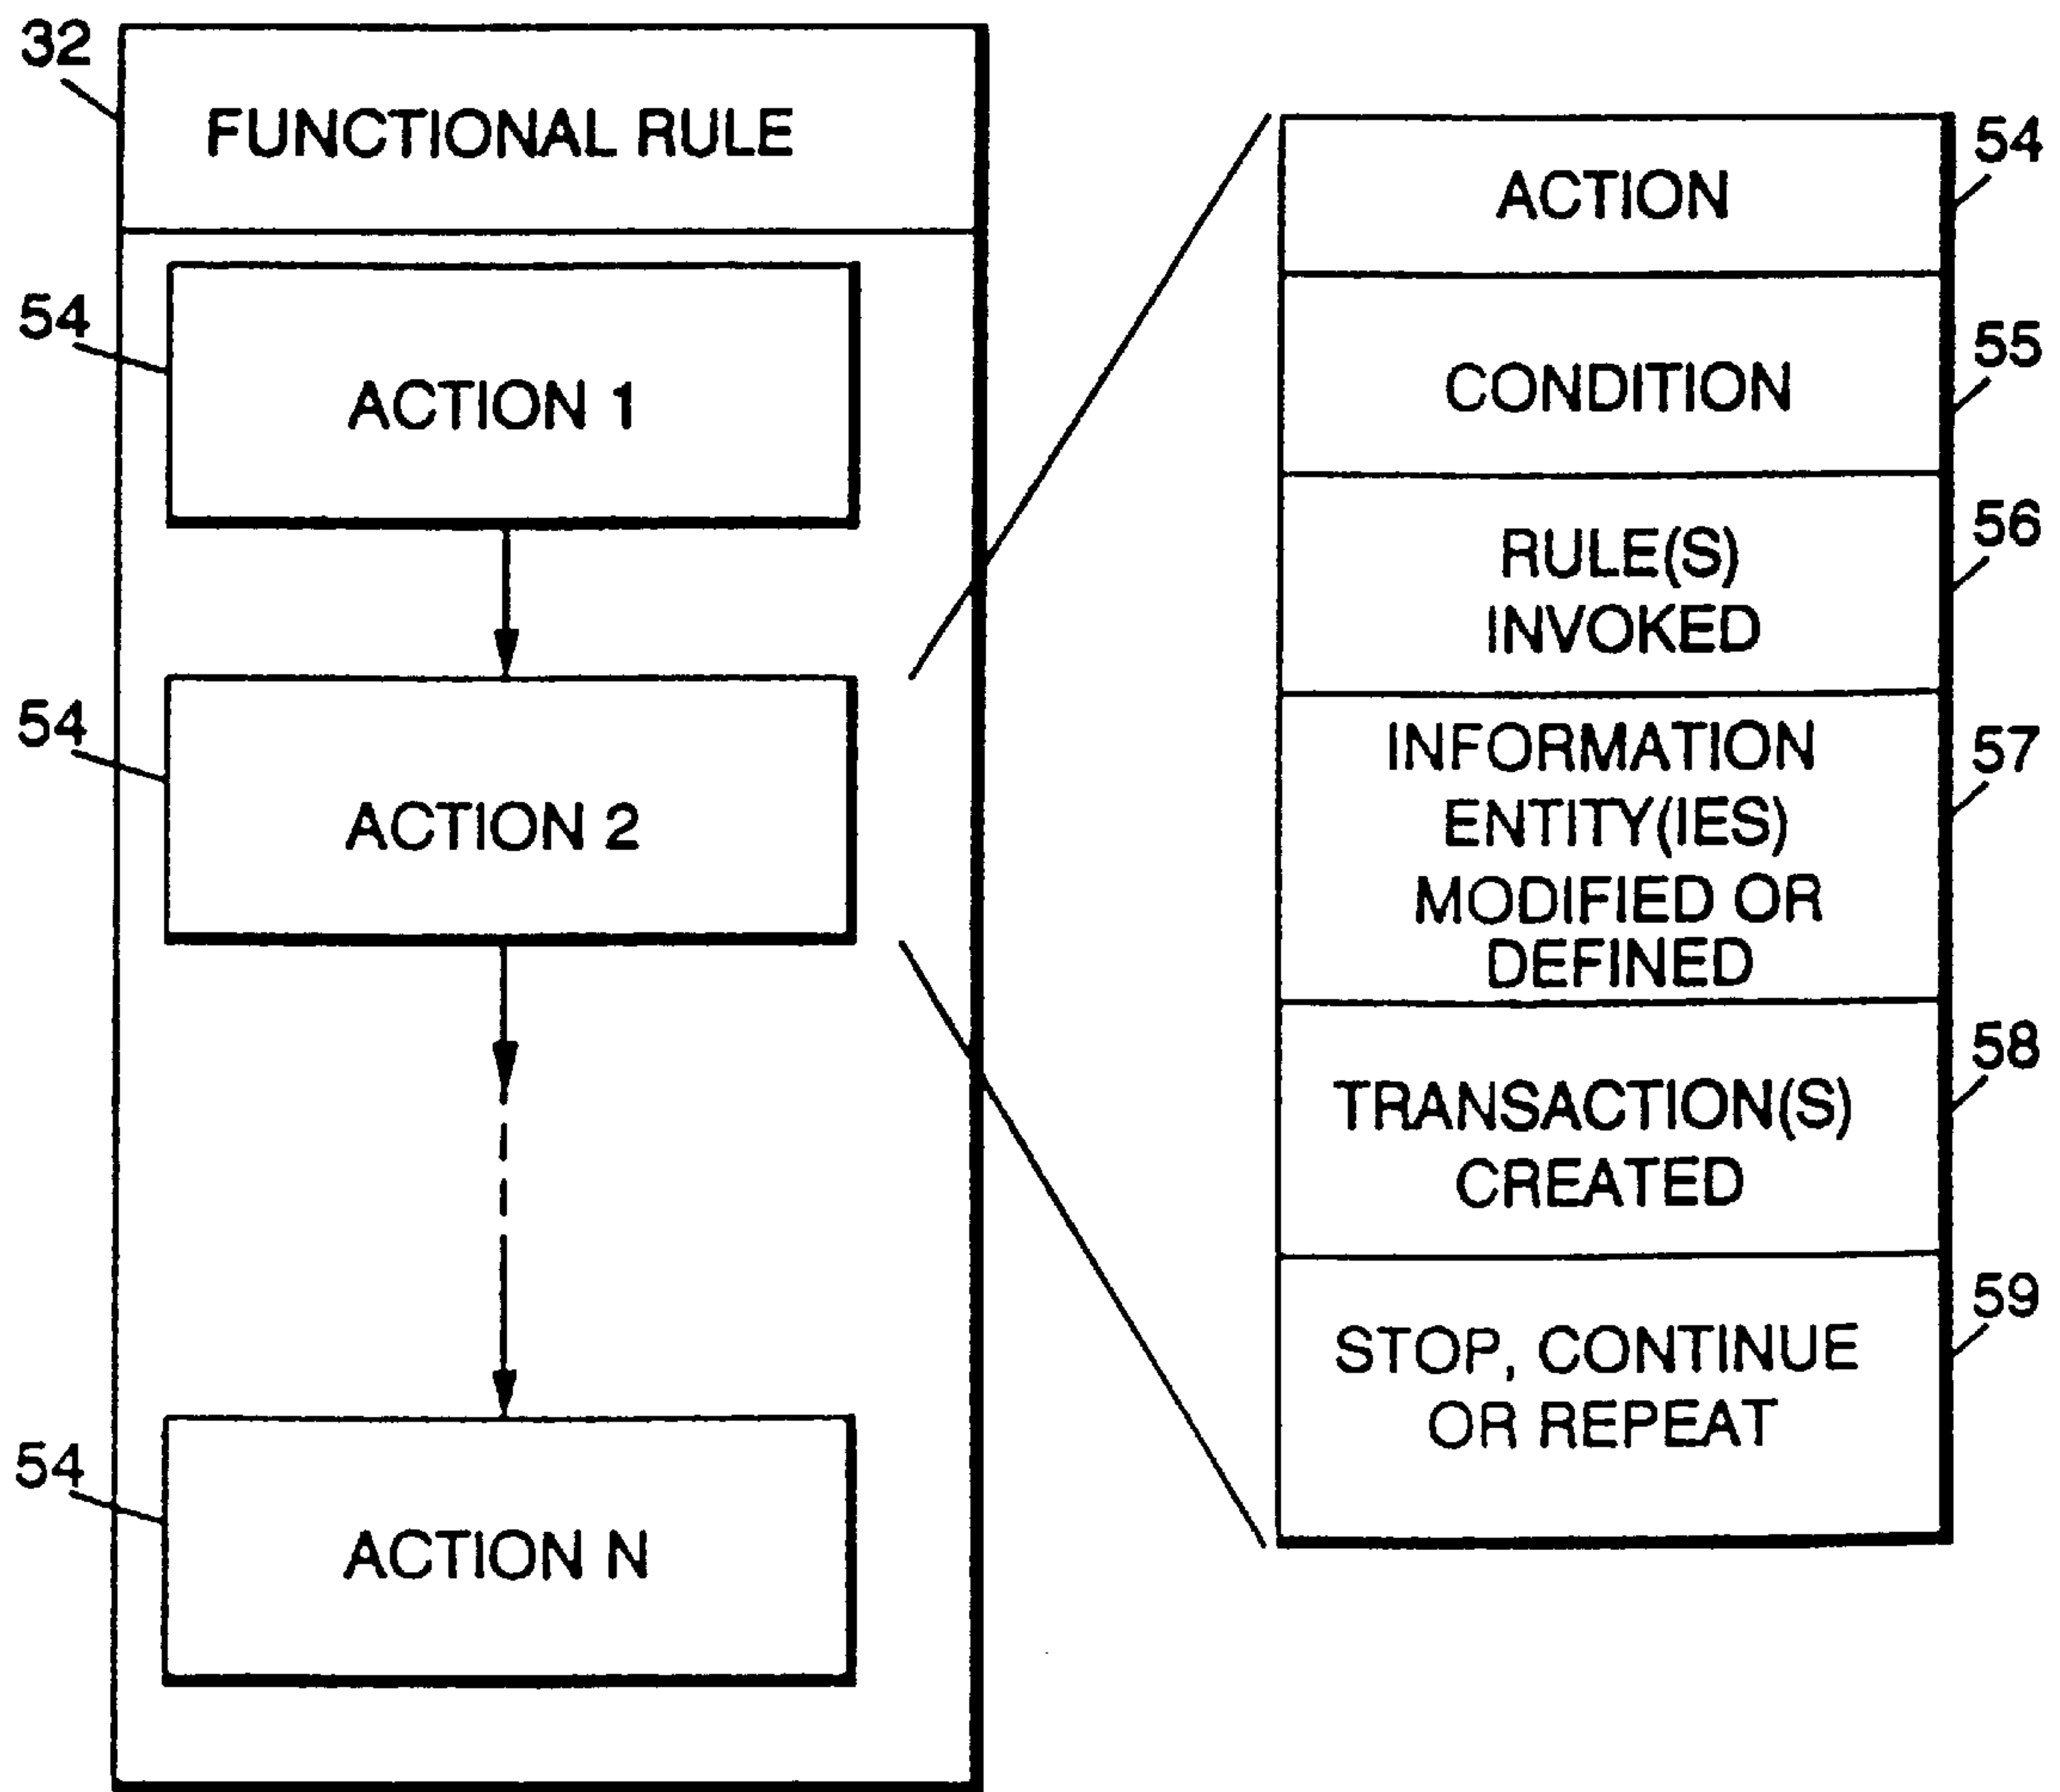 32
FUNCTIONAL RULE
54
ACTION 1
54
ACTION 2
54
ACTION N
ACTION
54
CONDITION
55
RULE(S)
INVOKED
56
INFORMATION
ENTITY(IES)
MODIFIED OR
DEFINED
57
TRANSACTION(S)
CREATED
58
STOP, CONTINUE
OR REPEAT
59